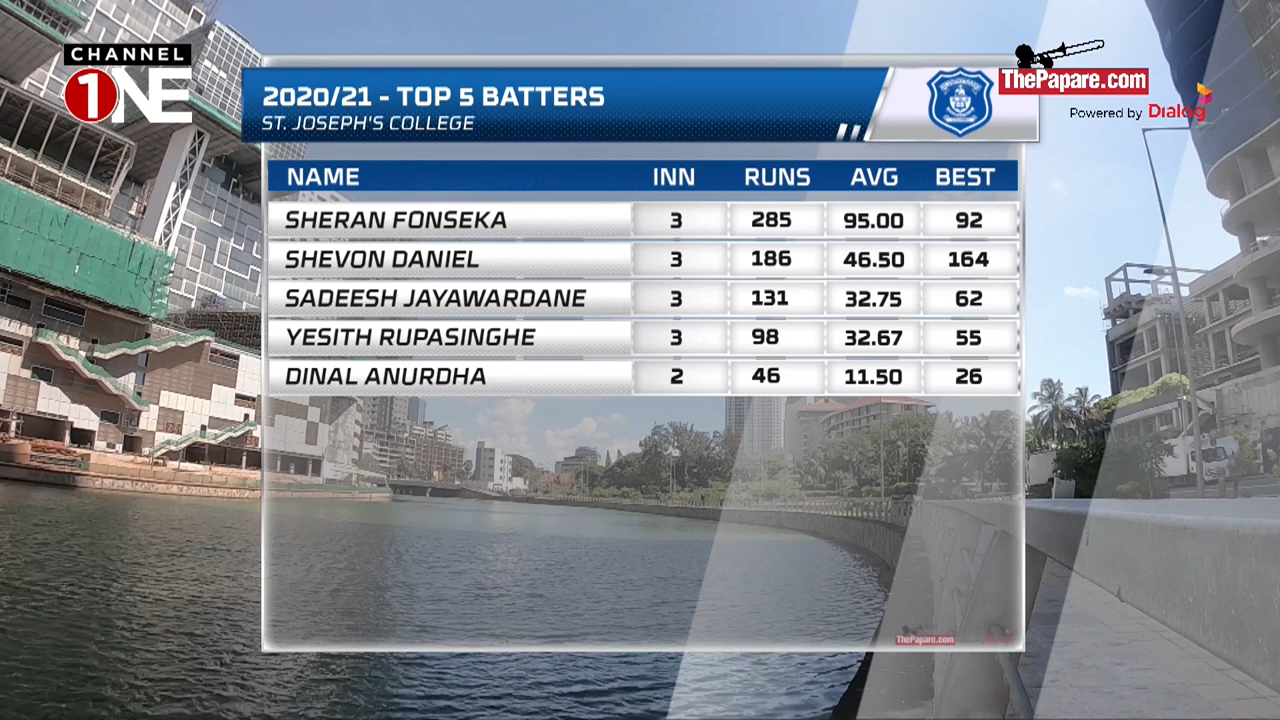 CHANNEL
1NE
2020/21 - TOP 5 BATTERS
ST. JOSEPH'S COLLEGE
ThePapare.com
Powered by Dialog
NAME INN RUNS AVG BEST
SHERAN FONSEKA 3 285 95.00 92
SHEVON DANIEL 3 186 46.50 164
SADEESH JAYAWARDANE 3 131 32.75 62
YESITH RUPASINGHE 3 98 32.67 55
DINAL ANURDHA 2 46 11.50 26
ThePapare.com